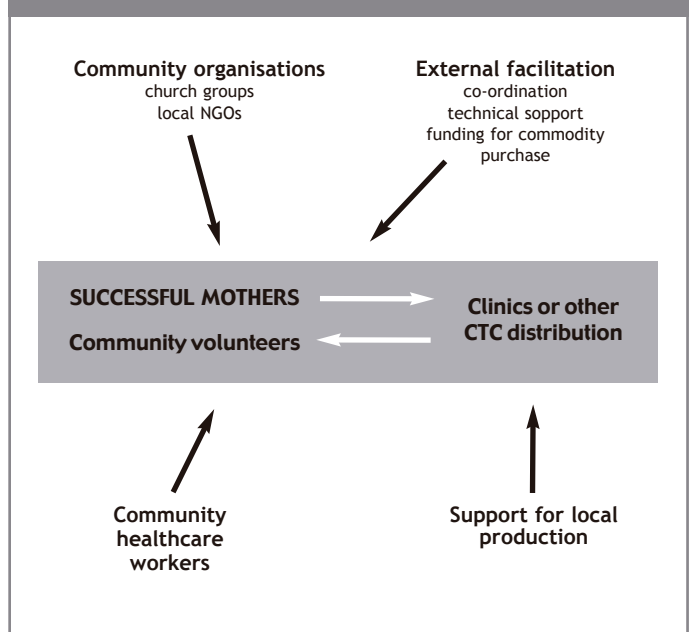 Community organisations
church groups
local NGOs
External facilitation
co-ordination
technical sopport
funding for commodity
purchase
SUCCESSFUL MOTHERS
Community volunteers
Clinics or other
CTC distribution
Community
healthcare
workers
Support for local
production